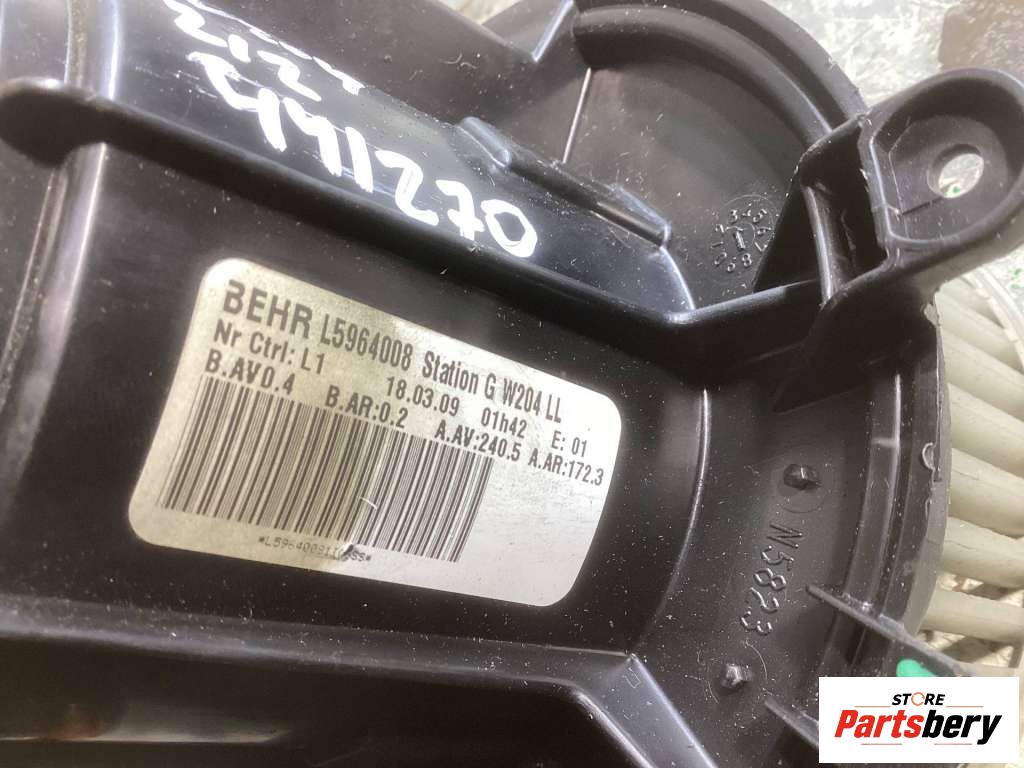 BEHR L5964008 Station G W204 LL
Nr Ctrl: L1 18.03.09 01h42 E: 01
B.AV0.4 B.AR:0.2 A.AV:240.5 A.AR:172.3
N5823
STORE
Partsbery